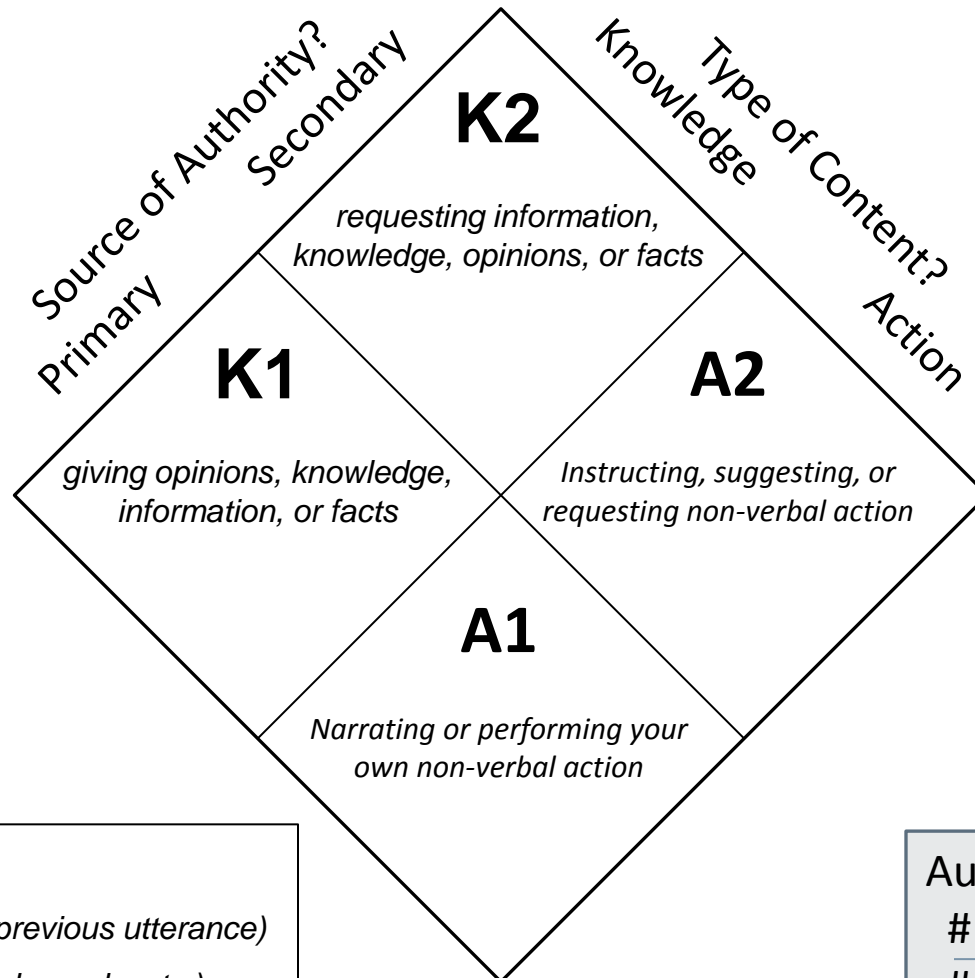 Source of Authority?
Secondary
Primary
Type of Content?
Knowledge
Action
K2
requesting information,
knowledge, opinions, or facts
K1
giving opinions, knowledge,
information, or facts
A2
Instructing, suggesting, or
requesting non-verbal action
A1
Narrating or performing your
own non-verbal action
previous utterance)
Au
#